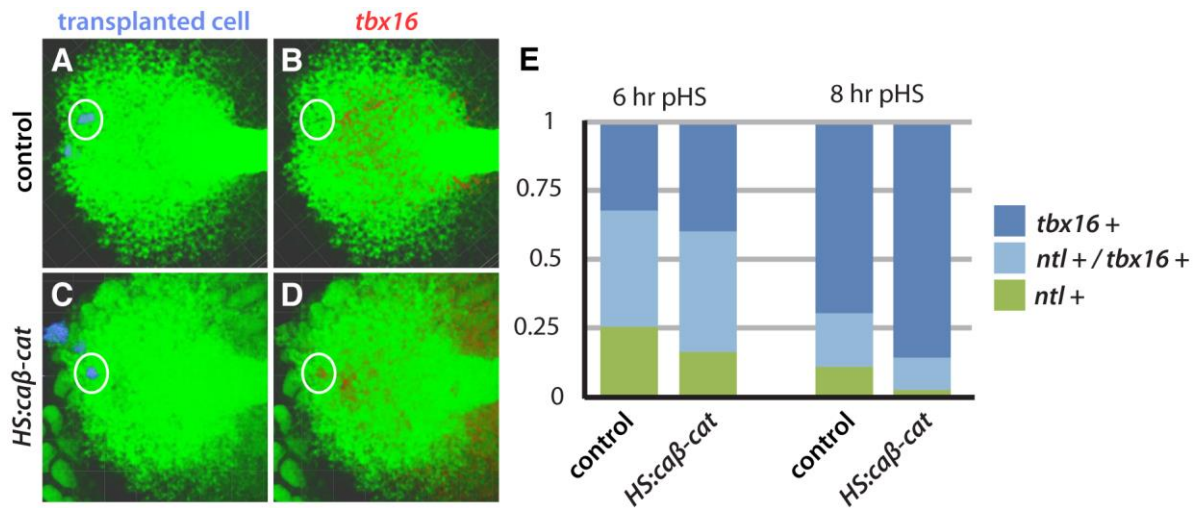 transplanted cell
tbx16
control
A
B
HS:caβ-cat
C
D
E
6 hr pHS
8 hr pHS
1
0.75
0.5
0.25
0
control
HS:caβ-cat
control
HS:caβ-cat
tbx16 +
ntl + / tbx16 +
ntl +